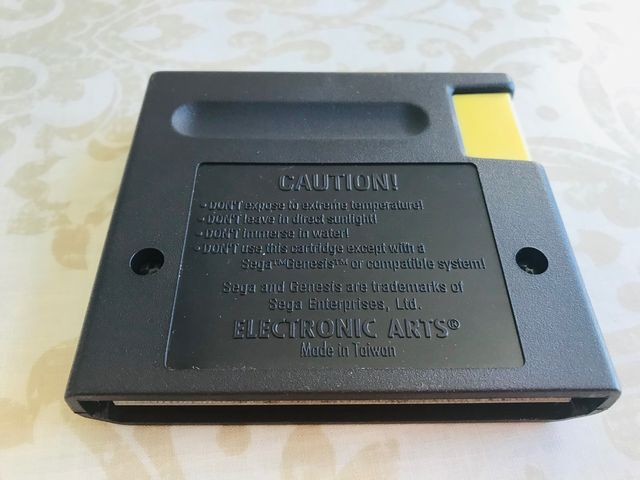 CAUTION!
• DON'T expose to extreme temperature!
• DON'T leave in direct sunlight!
• DON'T immerse in water!
• DON'T use this cartridge except with a
Sega™Genesis™ or compatible system!
Sega and Genesis are trademarks of
Sega Enterprises, Ltd.
ELECTRONIC ARTS®
Made in Taiwan